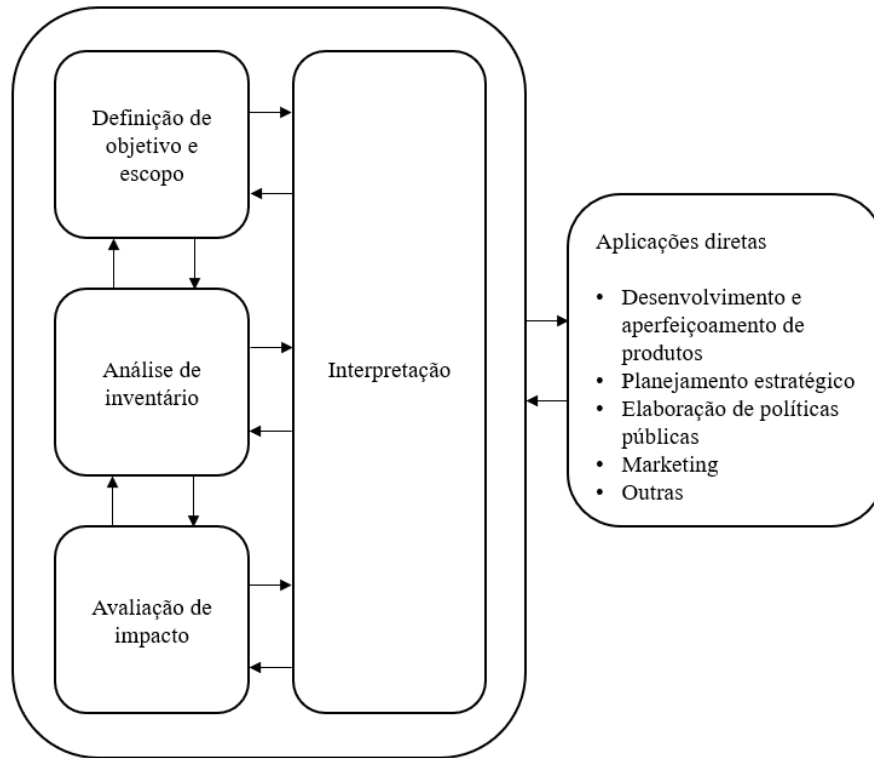 Definição de
objetivo e
escopo
Análise de
inventário
Avaliação de
impacto
Interpretação
Aplicações diretas
• Desenvolvimento e
aperfeiçoamento de
produtos
• Planejamento estratégico
• Elaboração de políticas
públicas
• Marketing
• Outras